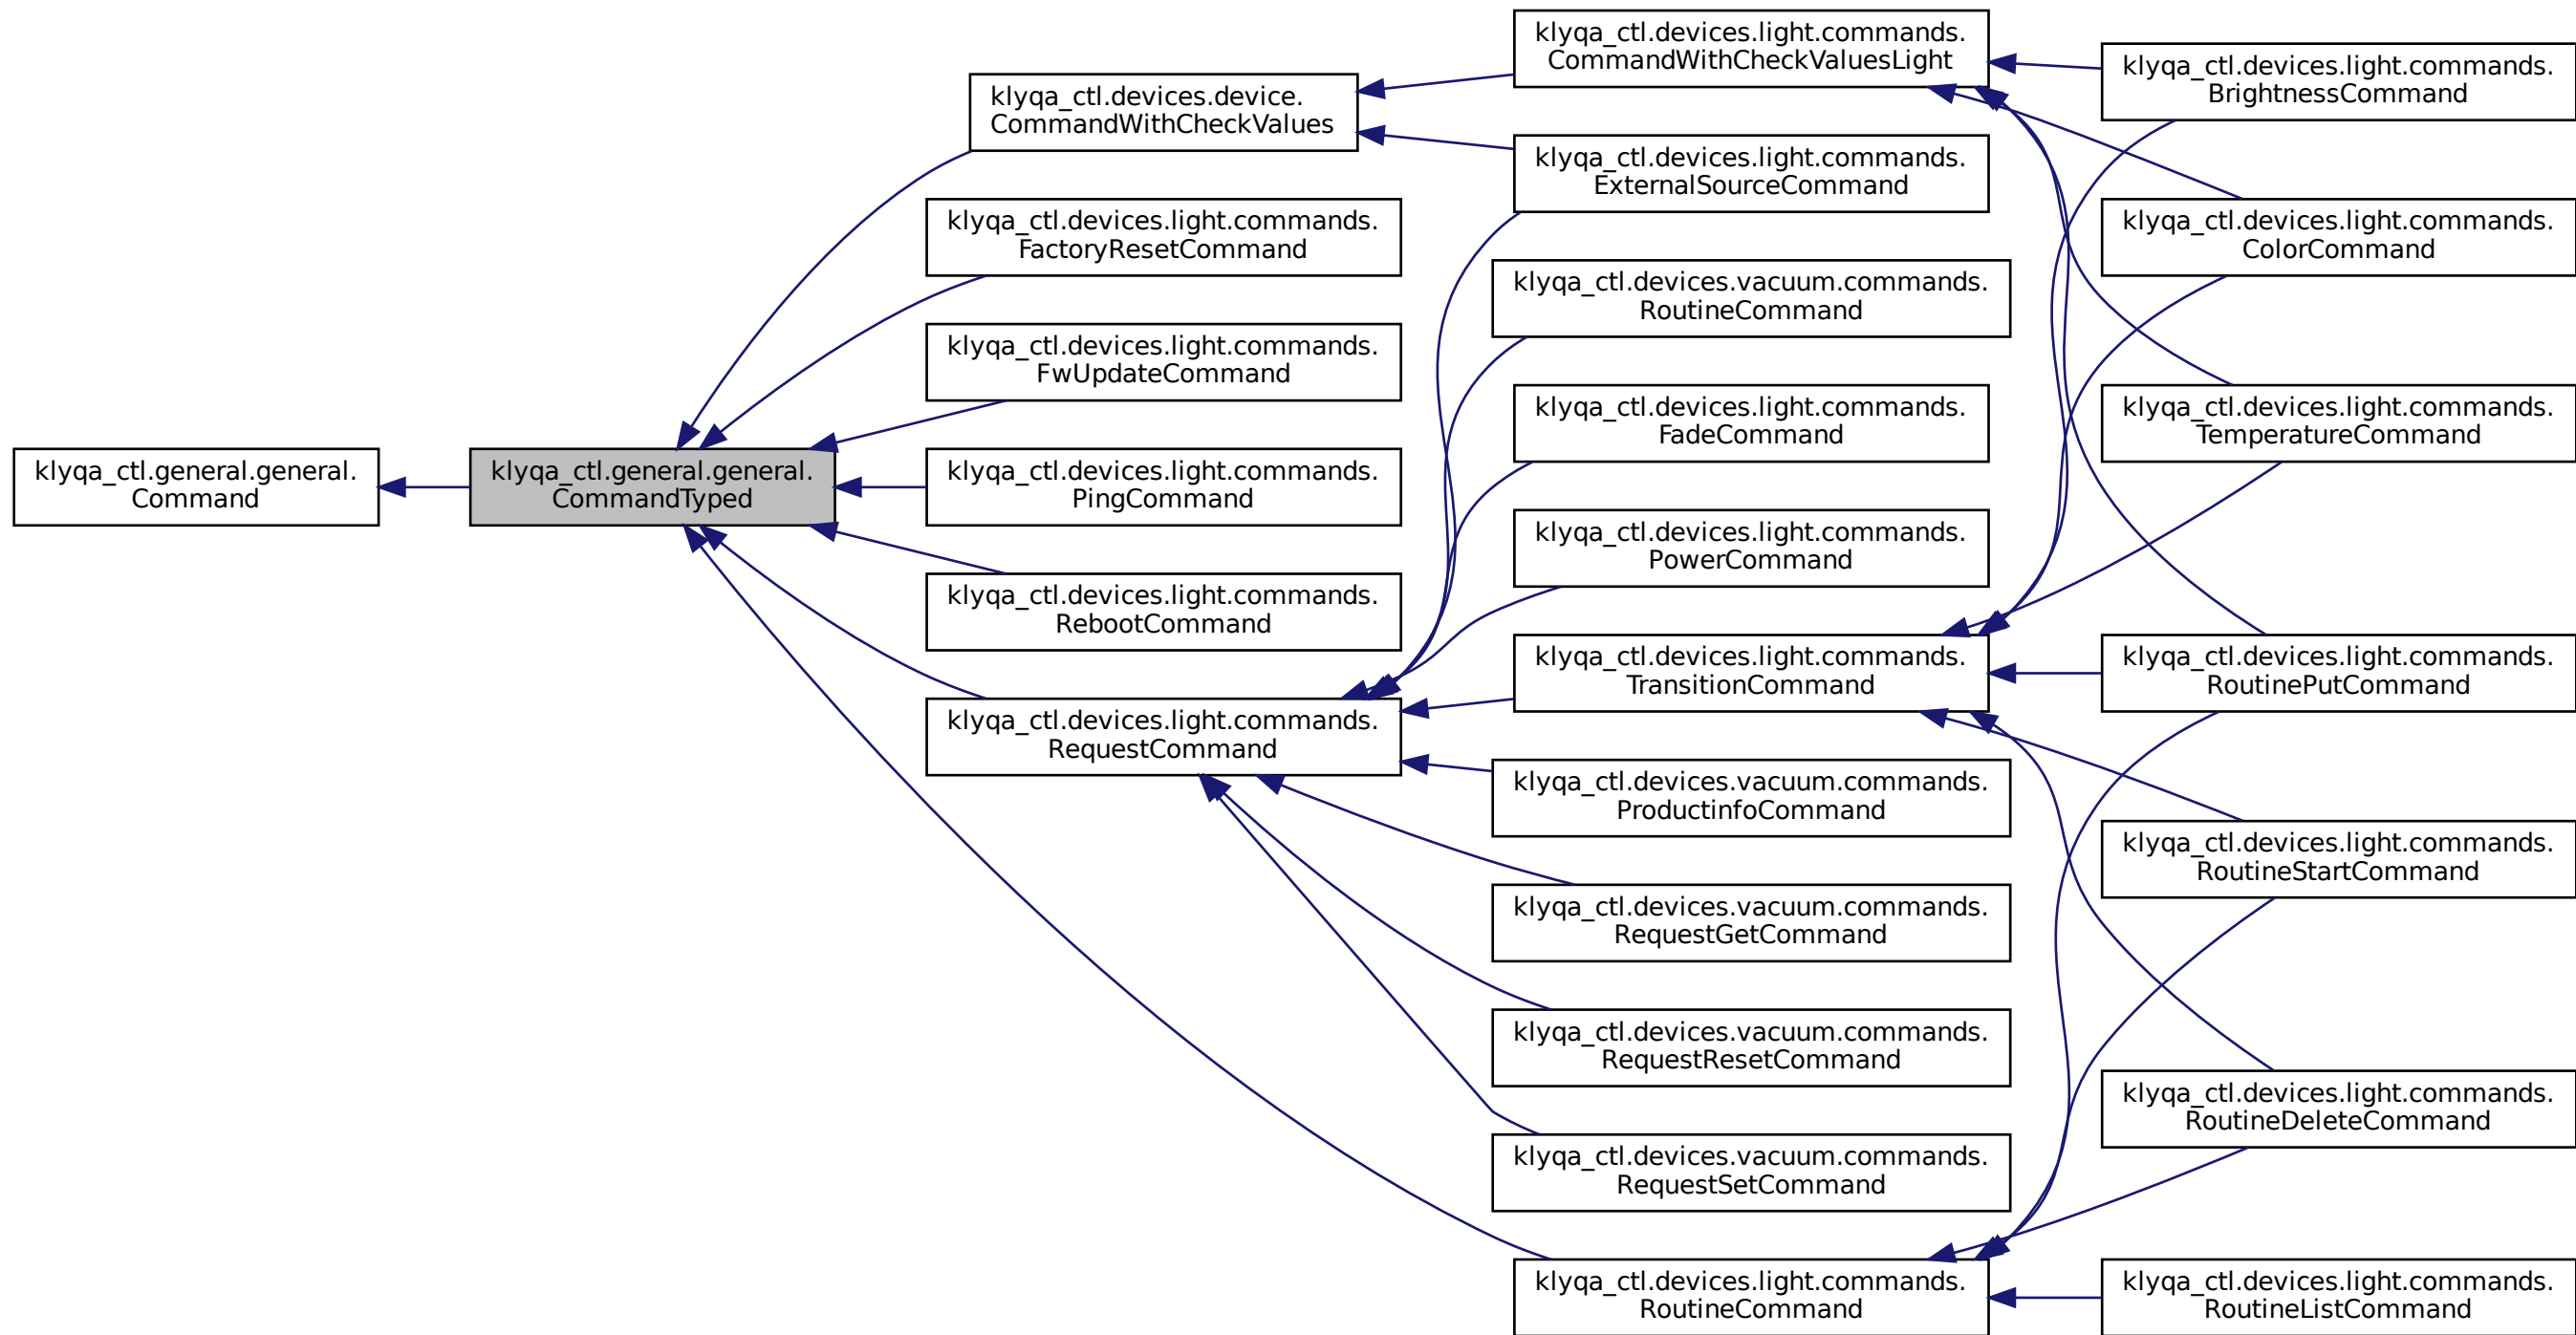 klyqa_ctl.general.general.
Command
klyqa_ctl.general.general.
CommandTyped
klyqa_ctl.devices.device.
CommandWithCheckValues
klyqa_ctl.devices.light.commands.
FactoryResetCommand
klyqa_ctl.devices.light.commands.
FwUpdateCommand
klyqa_ctl.devices.light.commands.
PingCommand
klyqa_ctl.devices.light.commands.
RebootCommand
klyqa_ctl.devices.light.commands.
RequestCommand
klyqa_ctl.devices.light.commands.
CommandWithCheckValuesLight
klyqa_ctl.devices.light.commands.
ExternalSourceCommand
klyqa_ctl.devices.vacuum.commands.
RoutineCommand
klyqa_ctl.devices.light.commands.
FadeCommand
klyqa_ctl.devices.light.commands.
PowerCommand
klyqa_ctl.devices.light.commands.
TransitionCommand
klyqa_ctl.devices.vacuum.commands.
ProductinfoCommand
klyqa_ctl.devices.vacuum.commands.
RequestGetCommand
klyqa_ctl.devices.vacuum.commands.
RequestResetCommand
klyqa_ctl.devices.vacuum.commands.
RequestSetCommand
klyqa_ctl.devices.light.commands.
RoutineCommand
klyqa_ctl.devices.light.commands.
BrightnessCommand
klyqa_ctl.devices.light.commands.
ColorCommand
klyqa_ctl.devices.light.commands.
TemperatureCommand
klyqa_ctl.devices.light.commands.
RoutinePutCommand
klyqa_ctl.devices.light.commands.
RoutineStartCommand
klyqa_ctl.devices.light.commands.
RoutineDeleteCommand
klyqa_ctl.devices.light.commands.
RoutineListCommand